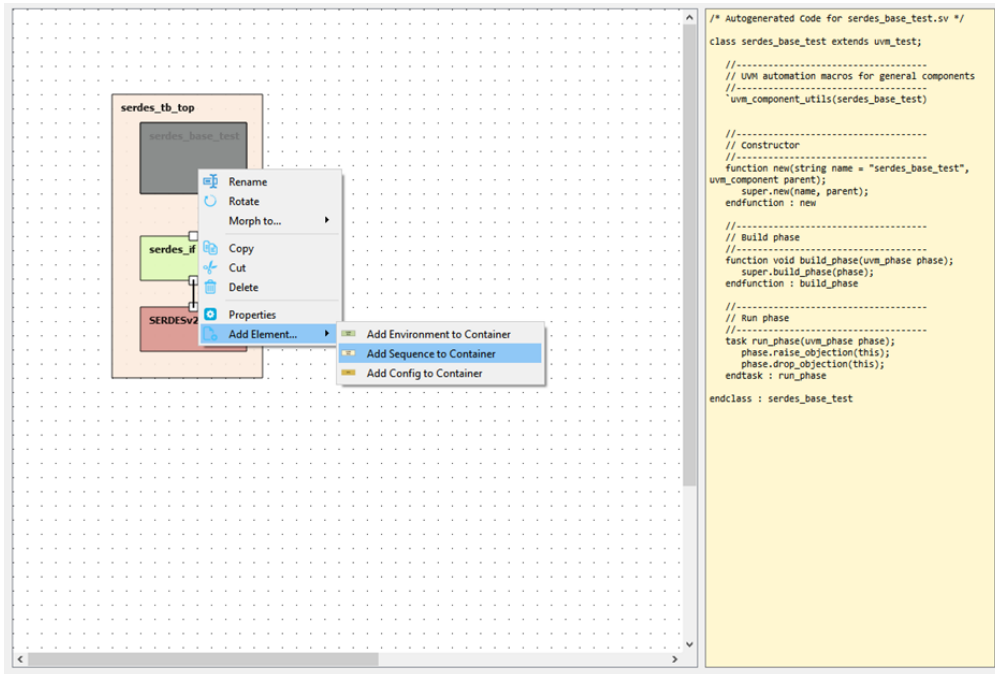 serdes_tb_top
serdes_base_test
serdes_if
SERDESv2
Rename
Rotate
Morph to...
Copy
Cut
Delete
Properties
Add Element...
Add Environment to Container
Add Sequence to Container
Add Config to Container
/* Autogenerated Code for serdes_base_test.sv */
class serdes_base_test extends uvm_test;
//------------------------------------
// UVM automation macros for general components
//------------------------------------
`uvm_component_utils(serdes_base_test)
//------------------------------------
// Constructor
//------------------------------------
function new(string name = "serdes_base_test",
uvm_component parent);
super.new(name, parent);
endfunction : new
//------------------------------------
// Build phase
//------------------------------------
function void build_phase(uvm_phase phase);
super.build_phase(phase);
endfunction : build_phase
//------------------------------------
// Run phase
//------------------------------------
task run_phase(uvm_phase phase);
phase.raise_objection(this);
phase.drop_objection(this);
endtask : run_phase
endclass : serdes_base_test